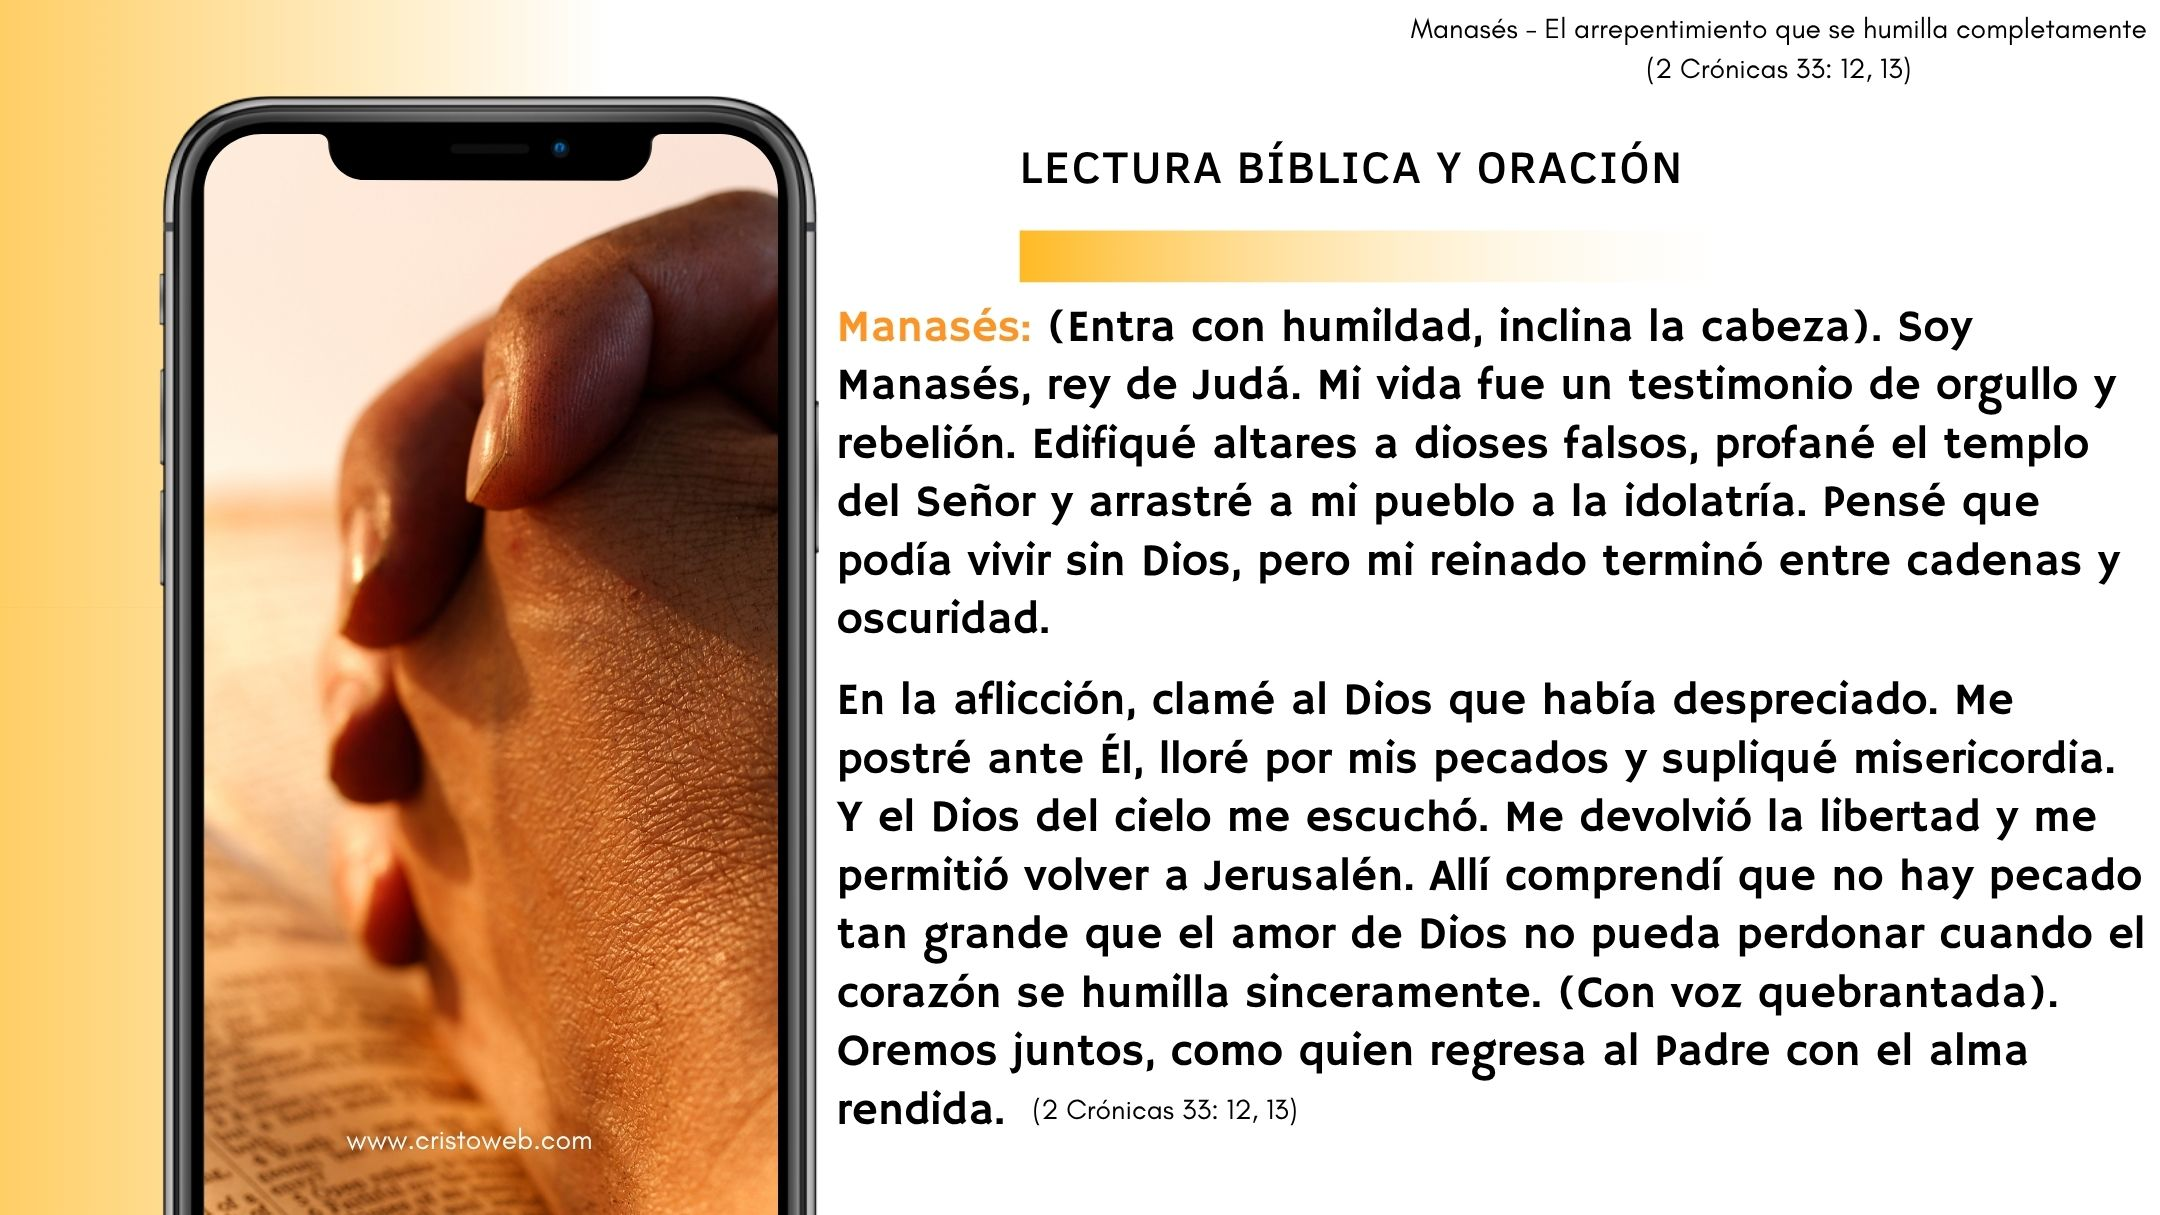 Manasés - El arrepentimiento que se humilla completamente
(2 Crónicas 33: 12, 13)
LECTURA BÍBLICA Y ORACIÓN
Manasés: (Entra con humildad, inclina la cabeza). Soy
Manasés, rey de Judá. Mi vida fue un testimonio de orgullo y
rebelión. Edifiqué altares a dioses falsos, profané el templo
del Señor y arrastré a mi pueblo a la idolatría. Pensé que
podía vivir sin Dios, pero mi reinado terminó entre cadenas y
oscuridad.
En la aflicción, clamé al Dios que había despreciado. Me
postré ante Él, lloré por mis pecados y supliqué misericordia.
Y el Dios del cielo me escuchó. Me devolvió la libertad y me
permitió volver a Jerusalén. Allí comprendí que no hay pecado
tan grande que el amor de Dios no pueda perdonar cuando el
corazón se humilla sinceramente. (Con voz quebrantada).
Oremos juntos, como quien regresa al Padre con el alma
rendida. (2 Crónicas 33: 12, 13)
www.cristoweb.com